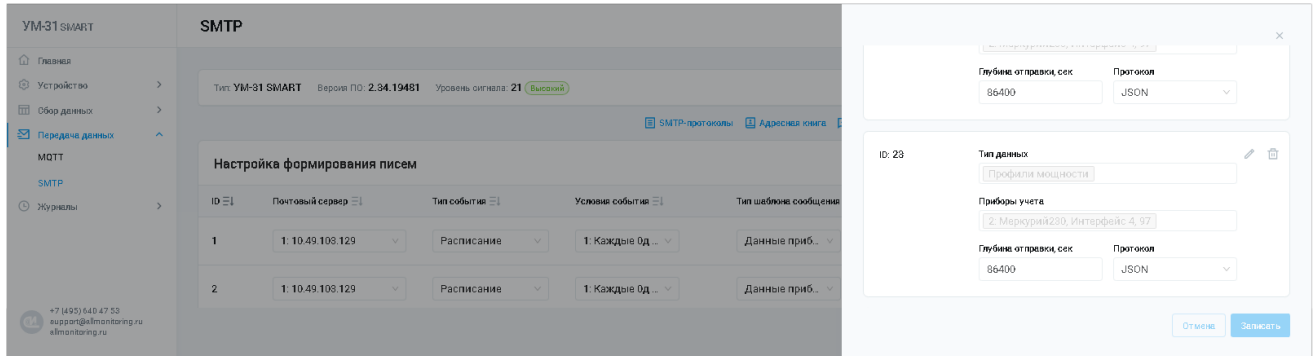 УМ-31 SMART
SMTP
Главная
Устройство
Сбор данных
Передача данных
MQTT
SMTP
Журналы
+7 (495) 640 47 53
support@allmonitoring.ru
allmonitoring.ru
Тип: УМ-31 SMART Версия ПО: 2.34.19481 Уровень сигнала: 21 Высокий
SMTP-протоколы Адресная книга
Настройка формирования писем
ID Почтовый сервер Тип события Условия события Тип шаблона сообщения
1 1: 10.49.103.129 Расписание 1: Каждые 0д ... Данные приб...
2 1: 10.49.103.129 Расписание 1: Каждые 0д ... Данные приб...
2: Меркурий230, Интерфейс 4, 97
Глубина отправки, сек Протокол
86400 JSON
ID: 23 Тип данных
Профили мощности
Приборы учета
2: Меркурий230, Интерфейс 4, 97
Глубина отправки, сек Протокол
86400 JSON
Отмена Записать